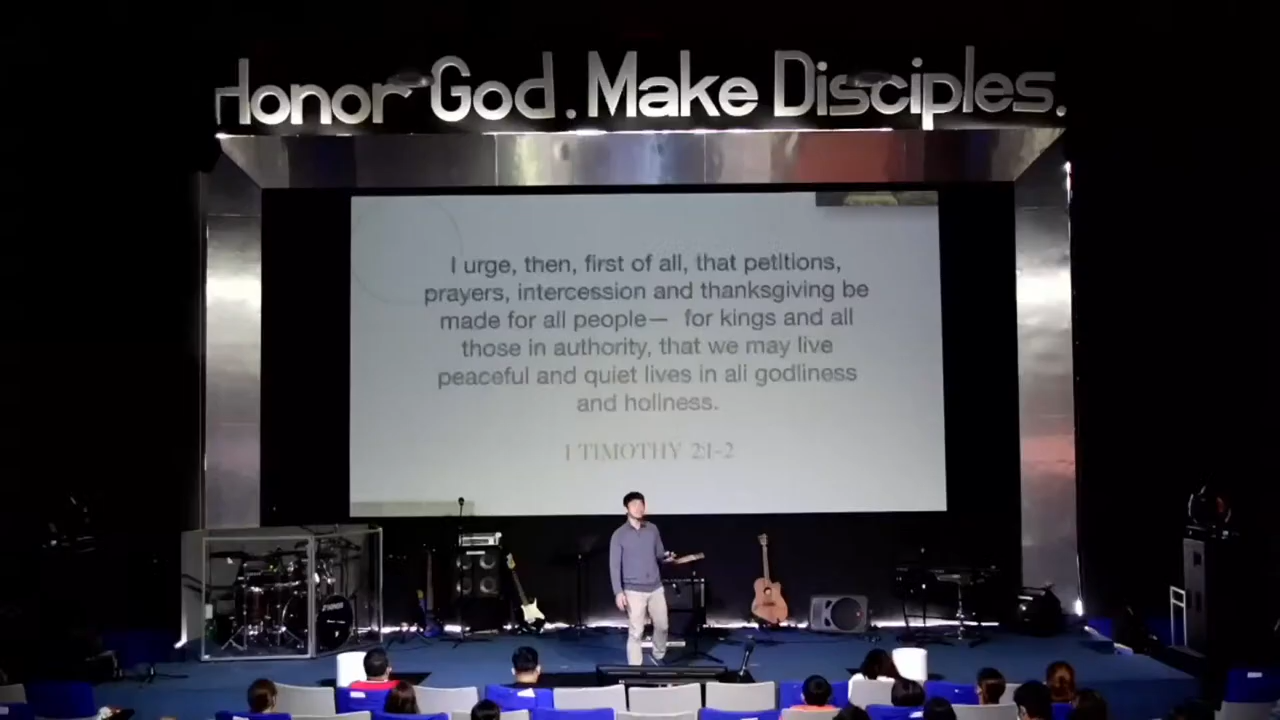 Honor God. Make Disciples.
I urge, then, first of all, that petitions,
prayers, intercession and thanksgiving be
made for all people— for kings and all
those in authority, that we may live
peaceful and quiet lives in all godliness
and holiness.
1 TIMOTHY 2:1-2